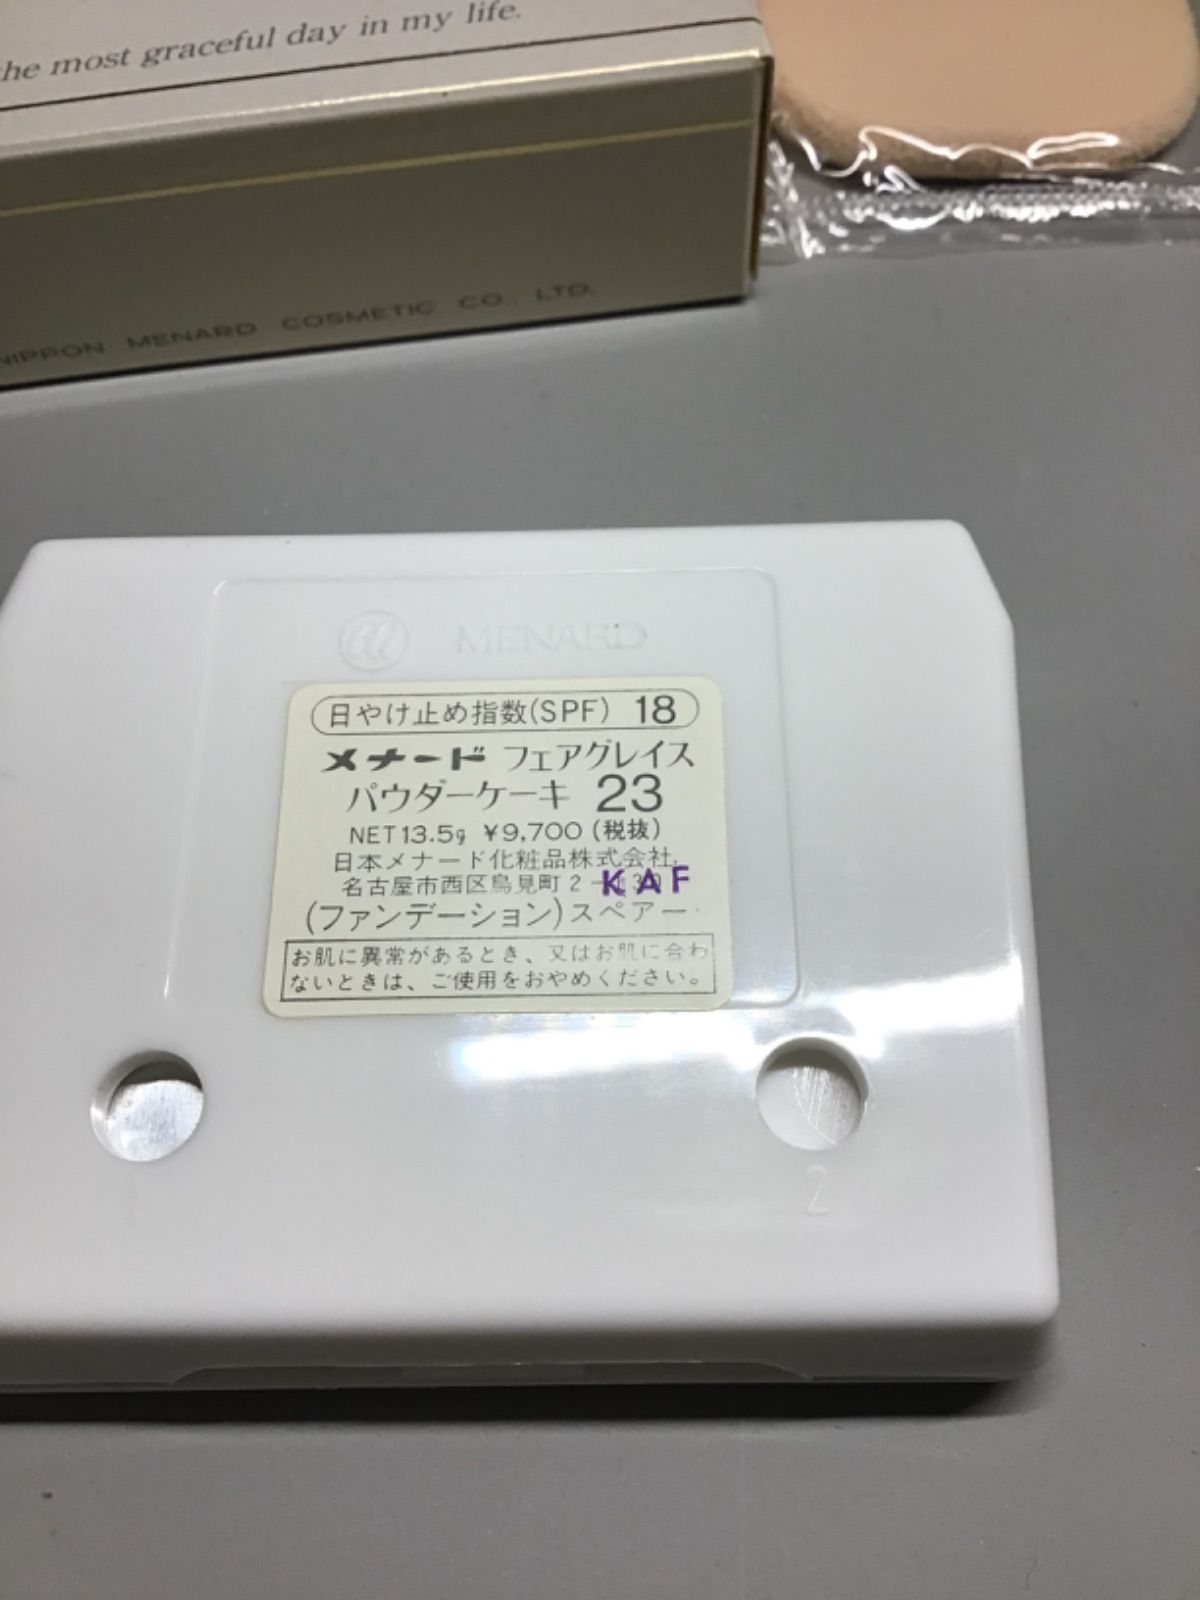 the most graceful day in my life.
NIPPON MENARD COSMETIC CO., LTD.
MENARD
日やけ止め指数(SPF) 18
メナード フェアグレイス
パウダーケーキ 23
NET13.5g ¥9,700 (税抜)
日本メナード化粧品株式会社
名古屋市西区鳥見町2-
KAF
(ファンデーション)スペアー
お肌に異常があるとき、又はお肌に合わ
ないときは、ご使用をおやめください。
1
2